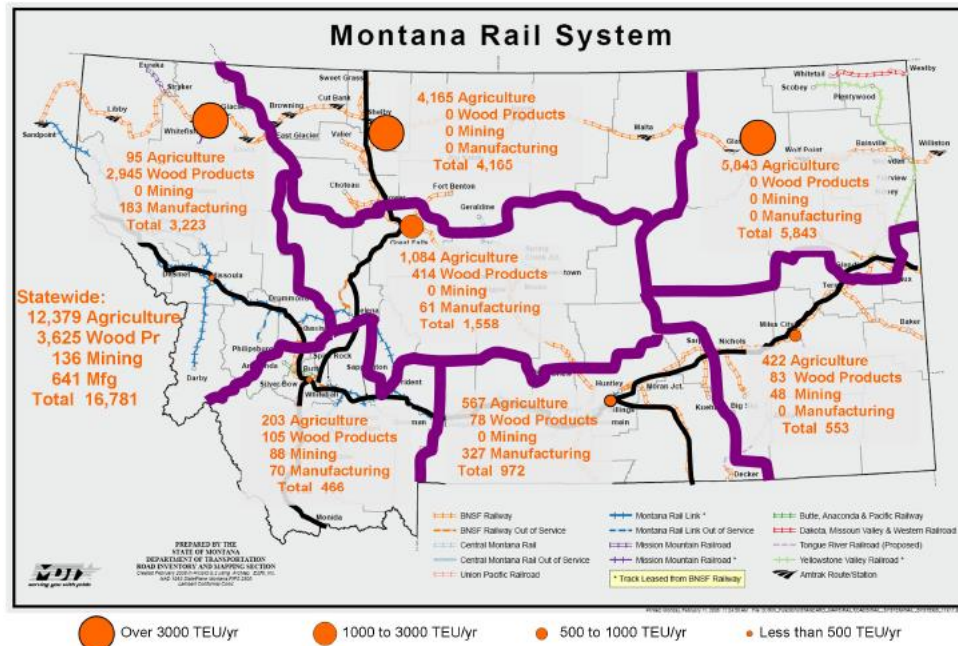 Montana Rail System
Eureka
Stryker
Libby
Whitefish
Sandpoint
Glacier
East Glacier
Browning
Cut Bank
Sweet Grass
Shelby
Valier
Choteau
Fort Benton
Geraldine
Malta
Wolf Point
Bainville
Williston
Whitetail
Scobey
Plentywood
Westby
95 Agriculture
2,945 Wood Products
0 Mining
183 Manufacturing
Total 3,223
4,165 Agriculture
0 Wood Products
0 Mining
0 Manufacturing
Total 4,165
5,843 Agriculture
0 Wood Products
0 Mining
0 Manufacturing
Total 5,843
Great Falls
1,084 Agriculture
414 Wood Products
0 Mining
61 Manufacturing
Total 1,558
Statewide:
12,379 Agriculture
3,625 Wood Pr
136 Mining
641 Mfg
Total 16,781
Drummond
Philipsburg
Darby
Silver Bow
Whitehall
Monida
203 Agriculture
105 Wood Products
88 Mining
70 Manufacturing
Total 466
567 Agriculture
78 Wood Products
0 Mining
327 Manufacturing
Total 972
422 Agriculture
83 Wood Products
48 Mining
0 Manufacturing
Total 553
Huntley
Moran Jct.
Nichols
Miles City
Baker
Decker
PREPARED BY THE
STATE OF MONTANA
DEPARTMENT OF TRANSPORTATION
ROAD INVENTORY AND MAPPING SECTION
MDT
serving you with pride
BNSF Railway
BNSF Railway Out of Service
Central Montana Rail
Central Montana Rail Out of Service
Union Pacific Railroad
Montana Rail Link *
Montana Rail Link Out of Service
Mission Mountain Railroad
Mission Mountain Railroad *
* Track Leased from BNSF Railway
Butte, Anaconda & Pacific Railway
Dakota, Missouri Valley & Western Railroad
Tongue River Railroad (Proposed)
Yellowstone Valley Railroad *
Amtrak Route/Station
Over 3000 TEU/yr
1000 to 3000 TEU/yr
500 to 1000 TEU/yr
Less than 500 TEU/yr